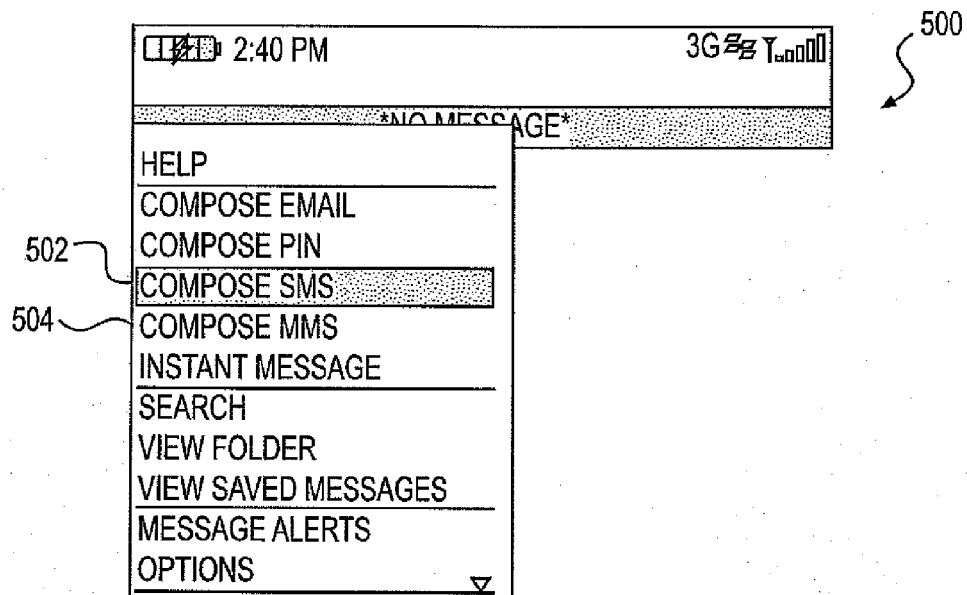 500
2:40 PM 3G
*NO MESSAGE*
HELP
COMPOSE EMAIL
COMPOSE PIN
502
COMPOSE SMS
504
COMPOSE MMS
INSTANT MESSAGE
SEARCH
VIEW FOLDER
VIEW SAVED MESSAGES
MESSAGE ALERTS
OPTIONS